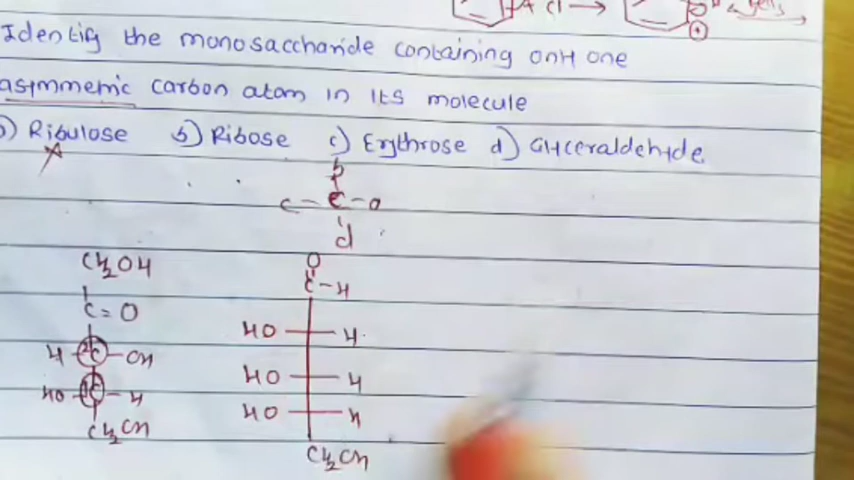 A Cl →
Identify the monosaccharide containing only one
asymmetric carbon atom in its molecule
a) Ribulose b) Ribose c) Erythrose d) Glyceraldehyde
b
c - C - a
d
CH2OH O
C = O C - H
H - C - OH HO H
HO - C - H HO H
CH2OH HO H
CH2OH